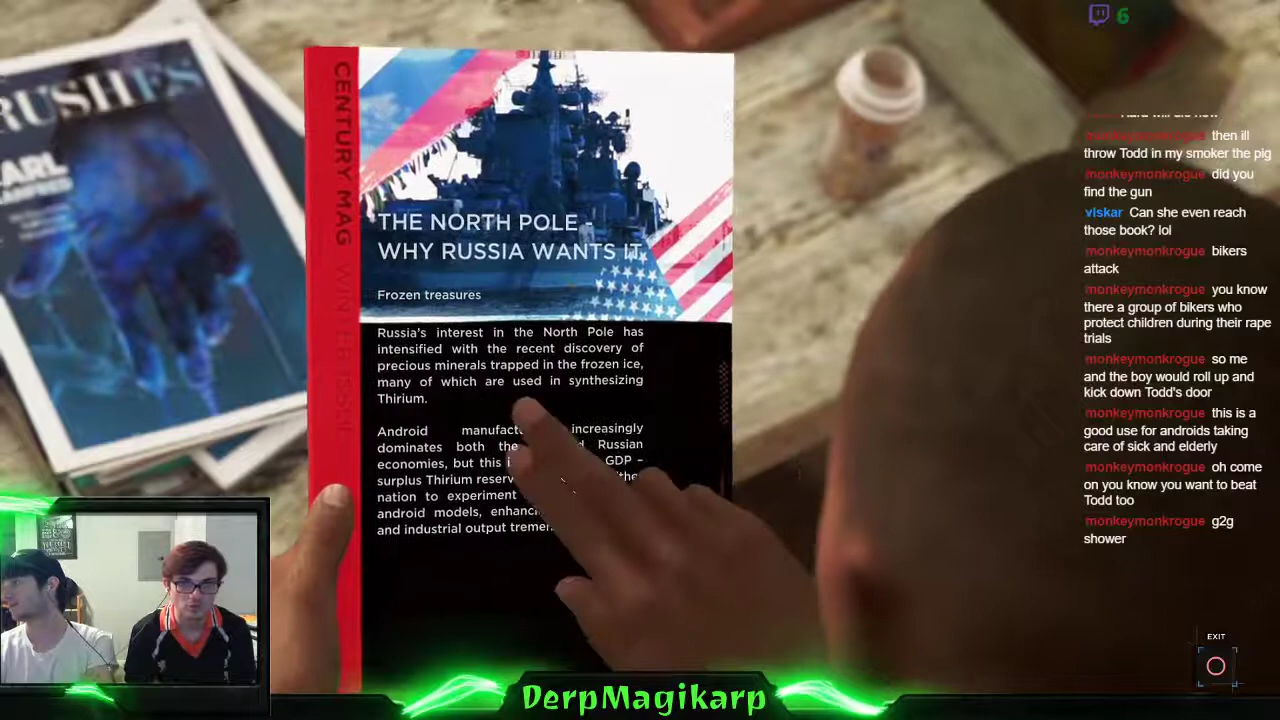 6
RUSHES
CENTURY MAG WINTER ISSUE
THE NORTH POLE -
WHY RUSSIA WANTS IT
Frozen treasures
Russia's interest in the North Pole has
intensified with the recent discovery of
precious minerals trapped in the frozen ice,
many of which are used in synthesizing
Thirium.
Android increasingly
dominates both the Russian
economies, but this GDP –
surplus Thirium
nation to experiment
android models,
and industrial output
monkeymonkrogue then ill
throw Todd in my smoker the pig
monkeymonkrogue did you
find the gun
viskar Can she even reach
those book? lol
monkeymonkrogue bikers
attack
monkeymonkrogue you know
there a group of bikers who
protect children during their rape
trials
monkeymonkrogue so me
and the boy would roll up and
kick down Todd's door
monkeymonkrogue this is a
good use for androids taking
care of sick and elderly
monkeymonkrogue oh come
on you know you want to beat
Todd too
monkeymonkrogue g2g
shower
EXIT
DerpMagikarp